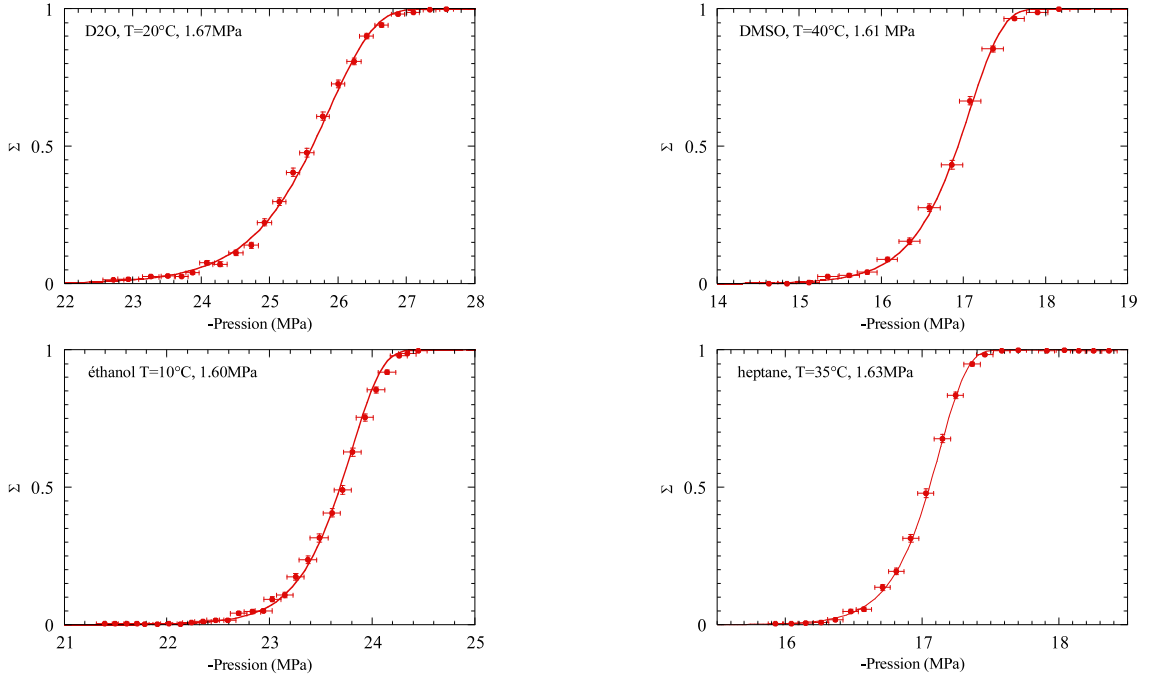 D2O, T=20°C, 1.67MPa
1
0.5
0
Σ
22 23 24 25 26 27 28
-Pression (MPa)
DMSO, T=40°C, 1.61 MPa
1
0.5
0
Σ
14 15 16 17 18 19
-Pression (MPa)
éthanol T=10°C, 1.60MPa
1
0.5
0
Σ
21 22 23 24 25
-Pression (MPa)
heptane, T=35°C, 1.63MPa
1
0.5
0
Σ
16 17 18
-Pression (MPa)